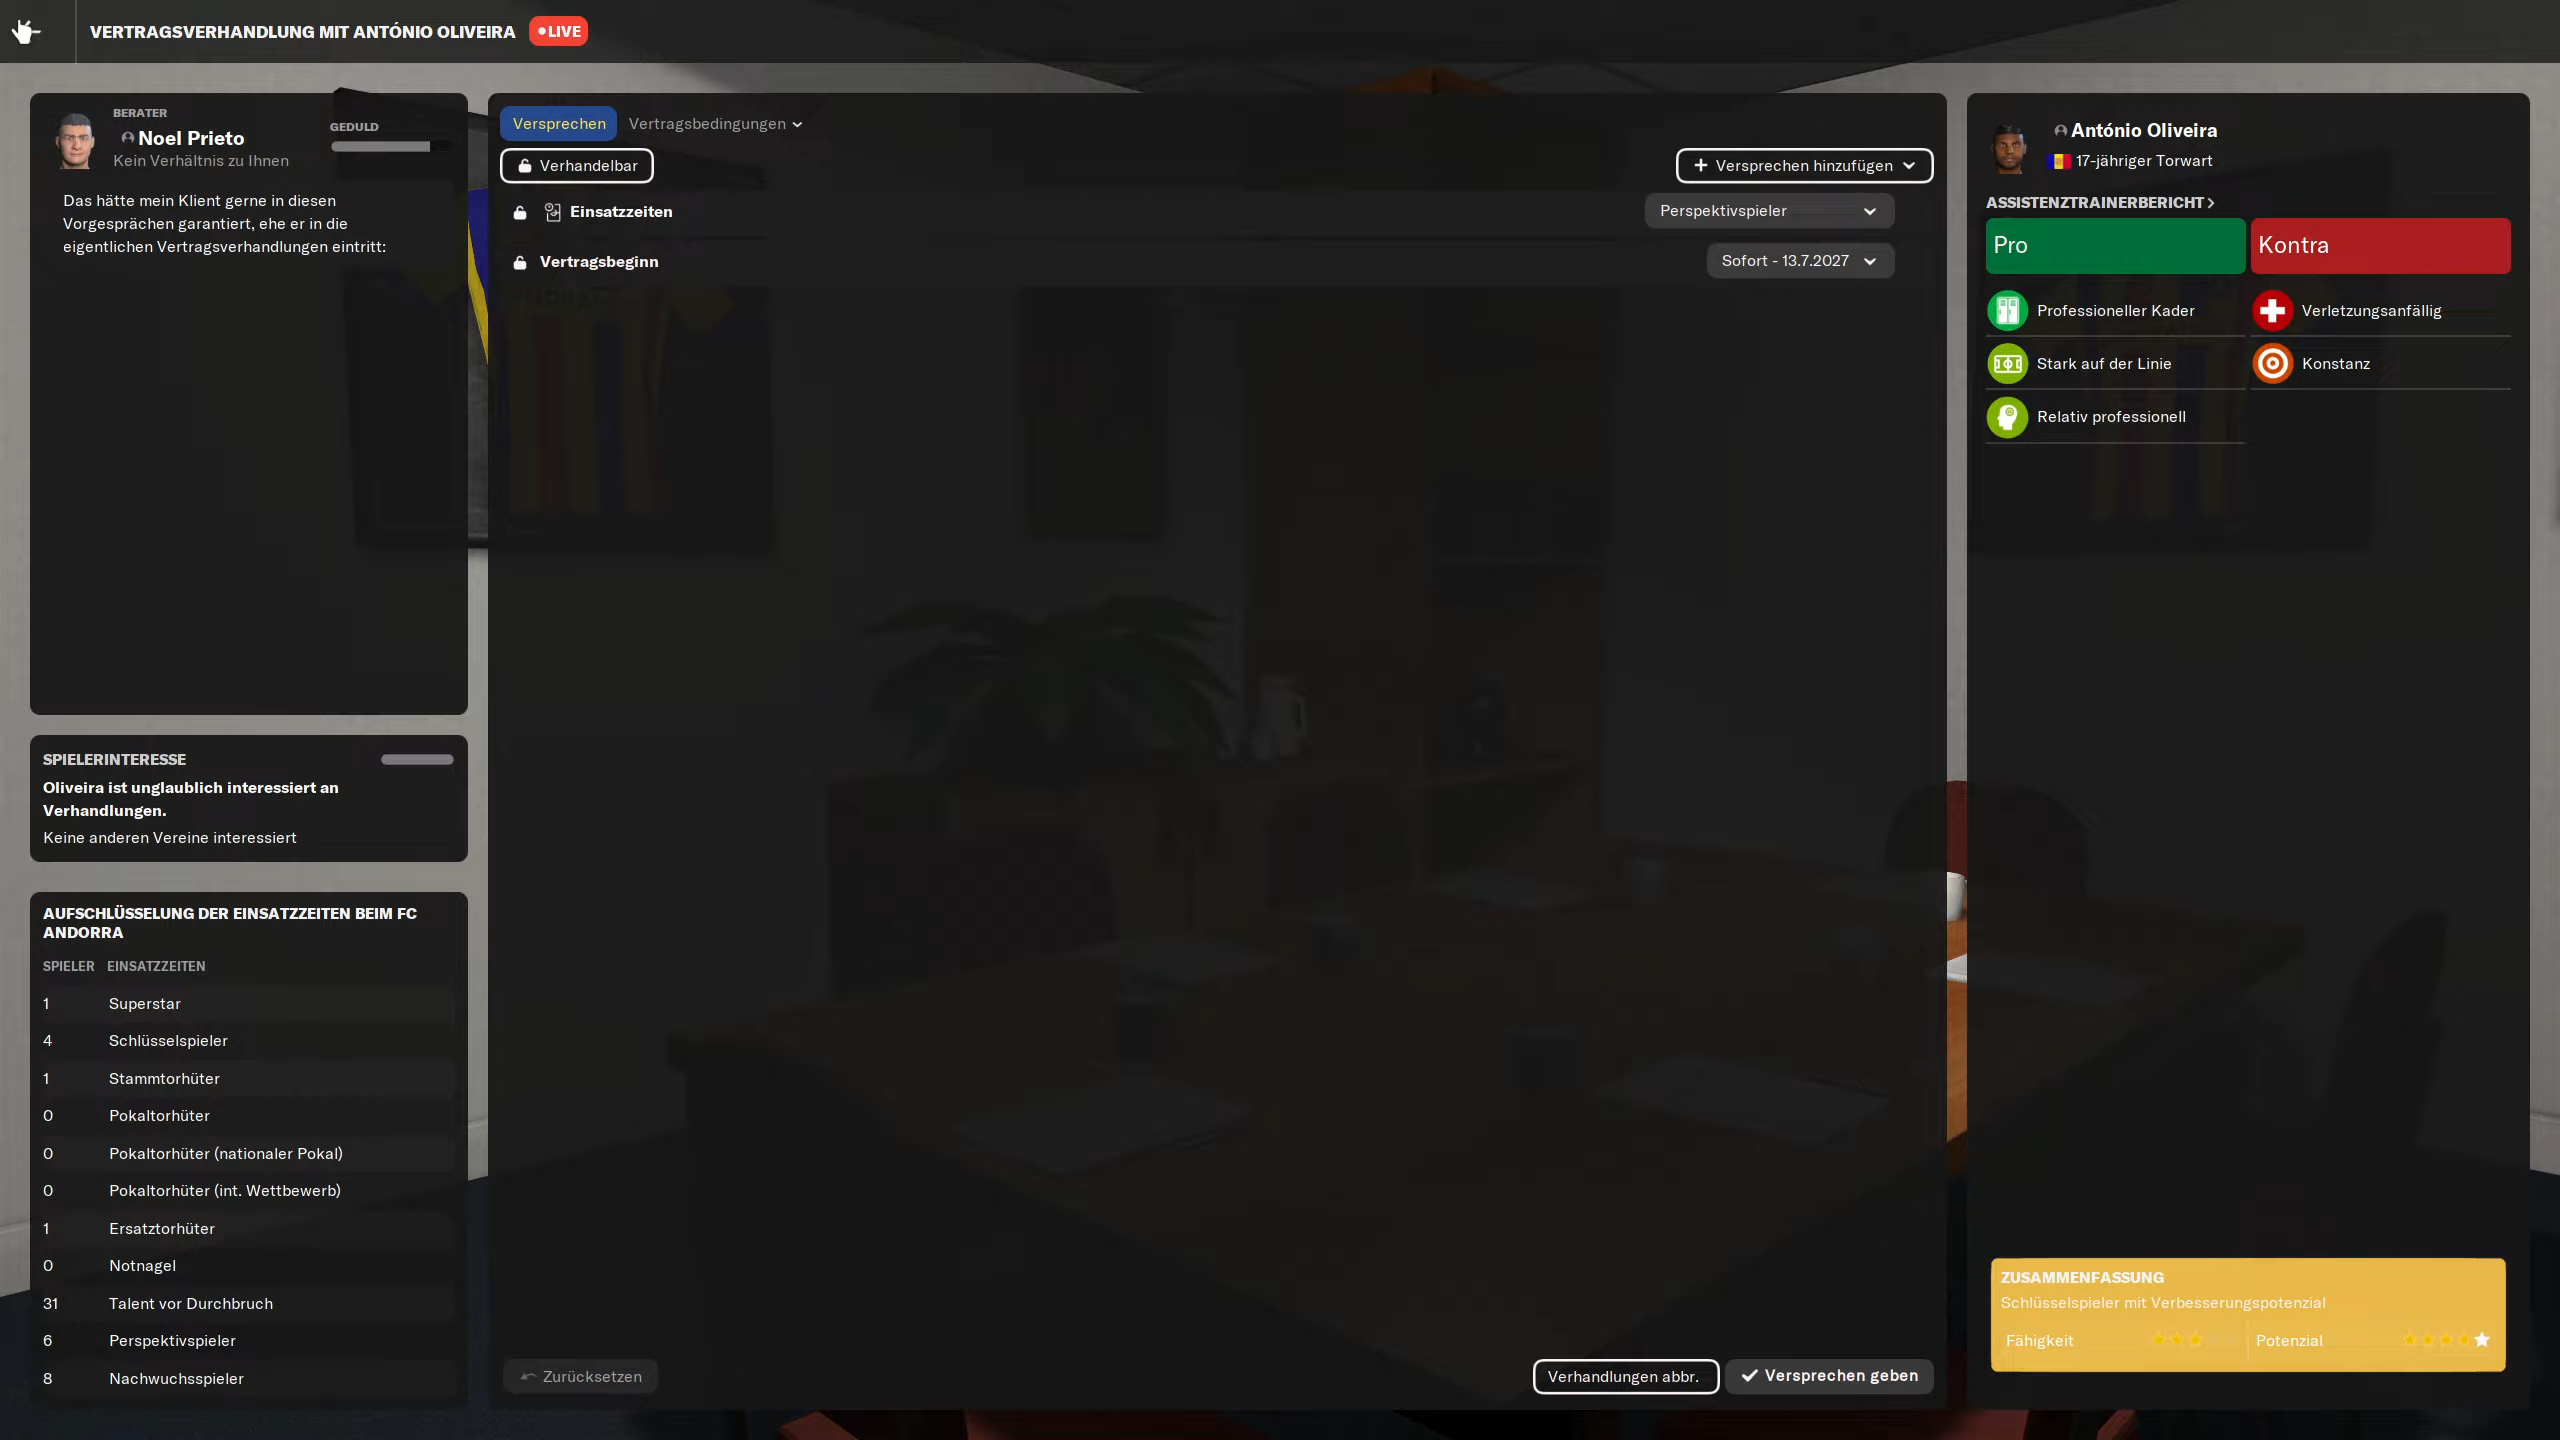 VERTRAGSVERHANDLUNG MIT ANTÓNIO OLIVEIRA
LIVE
BERATER
Noel Prieto
Kein Verhältnis zu Ihnen
GEDULD
Das hätte mein Klient gerne in diesen
Vorgesprächen garantiert, ehe er in die
eigentlichen Vertragsverhandlungen eintritt:
SPIELERINTERESSE
Oliveira ist unglaublich interessiert an
Verhandlungen.
Keine anderen Vereine interessiert
AUFSCHLÜSSELUNG DER EINSATZZEITEN BEIM FC
ANDORRA
SPIELER EINSATZZEITEN
1 Superstar
4 Schlüsselspieler
1 Stammtorhüter
0 Pokaltorhüter
0 Pokaltorhüter (nationaler Pokal)
0 Pokaltorhüter (int. Wettbewerb)
1 Ersatztorhüter
0 Notnagel
31 Talent vor Durchbruch
6 Perspektivspieler
8 Nachwuchsspieler
Versprechen Vertragsbedingungen
Verhandelbar
Versprechen hinzufügen
Einsatzzeiten
Perspektivspieler
Vertragsbeginn
Sofort - 13.7.2027
Zurücksetzen
Verhandlungen abbr.
Versprechen geben
António Oliveira
17-jähriger Torwart
ASSISTENZTRAINERBERICHT
Pro
Kontra
Professioneller Kader
Verletzungsanfällig
Stark auf der Linie
Konstanz
Relativ professionell
ZUSAMMENFASSUNG
Schlüsselspieler mit Verbesserungspotenzial
Fähigkeit
Potenzial